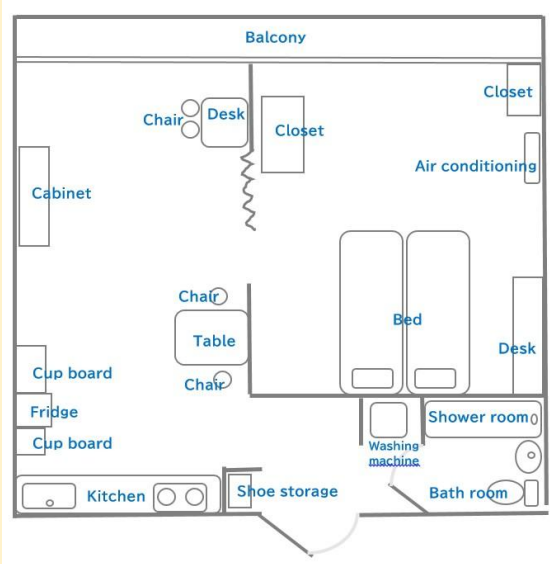 Balcony
Closet
Chair
Desk
Closet
Air conditioning
Cabinet
Chair
Bed
Table
Desk
Cup board
Chair
Fridge
Shower room
Cup board
Washing
machine
Kitchen
Shoe storage
Bath room